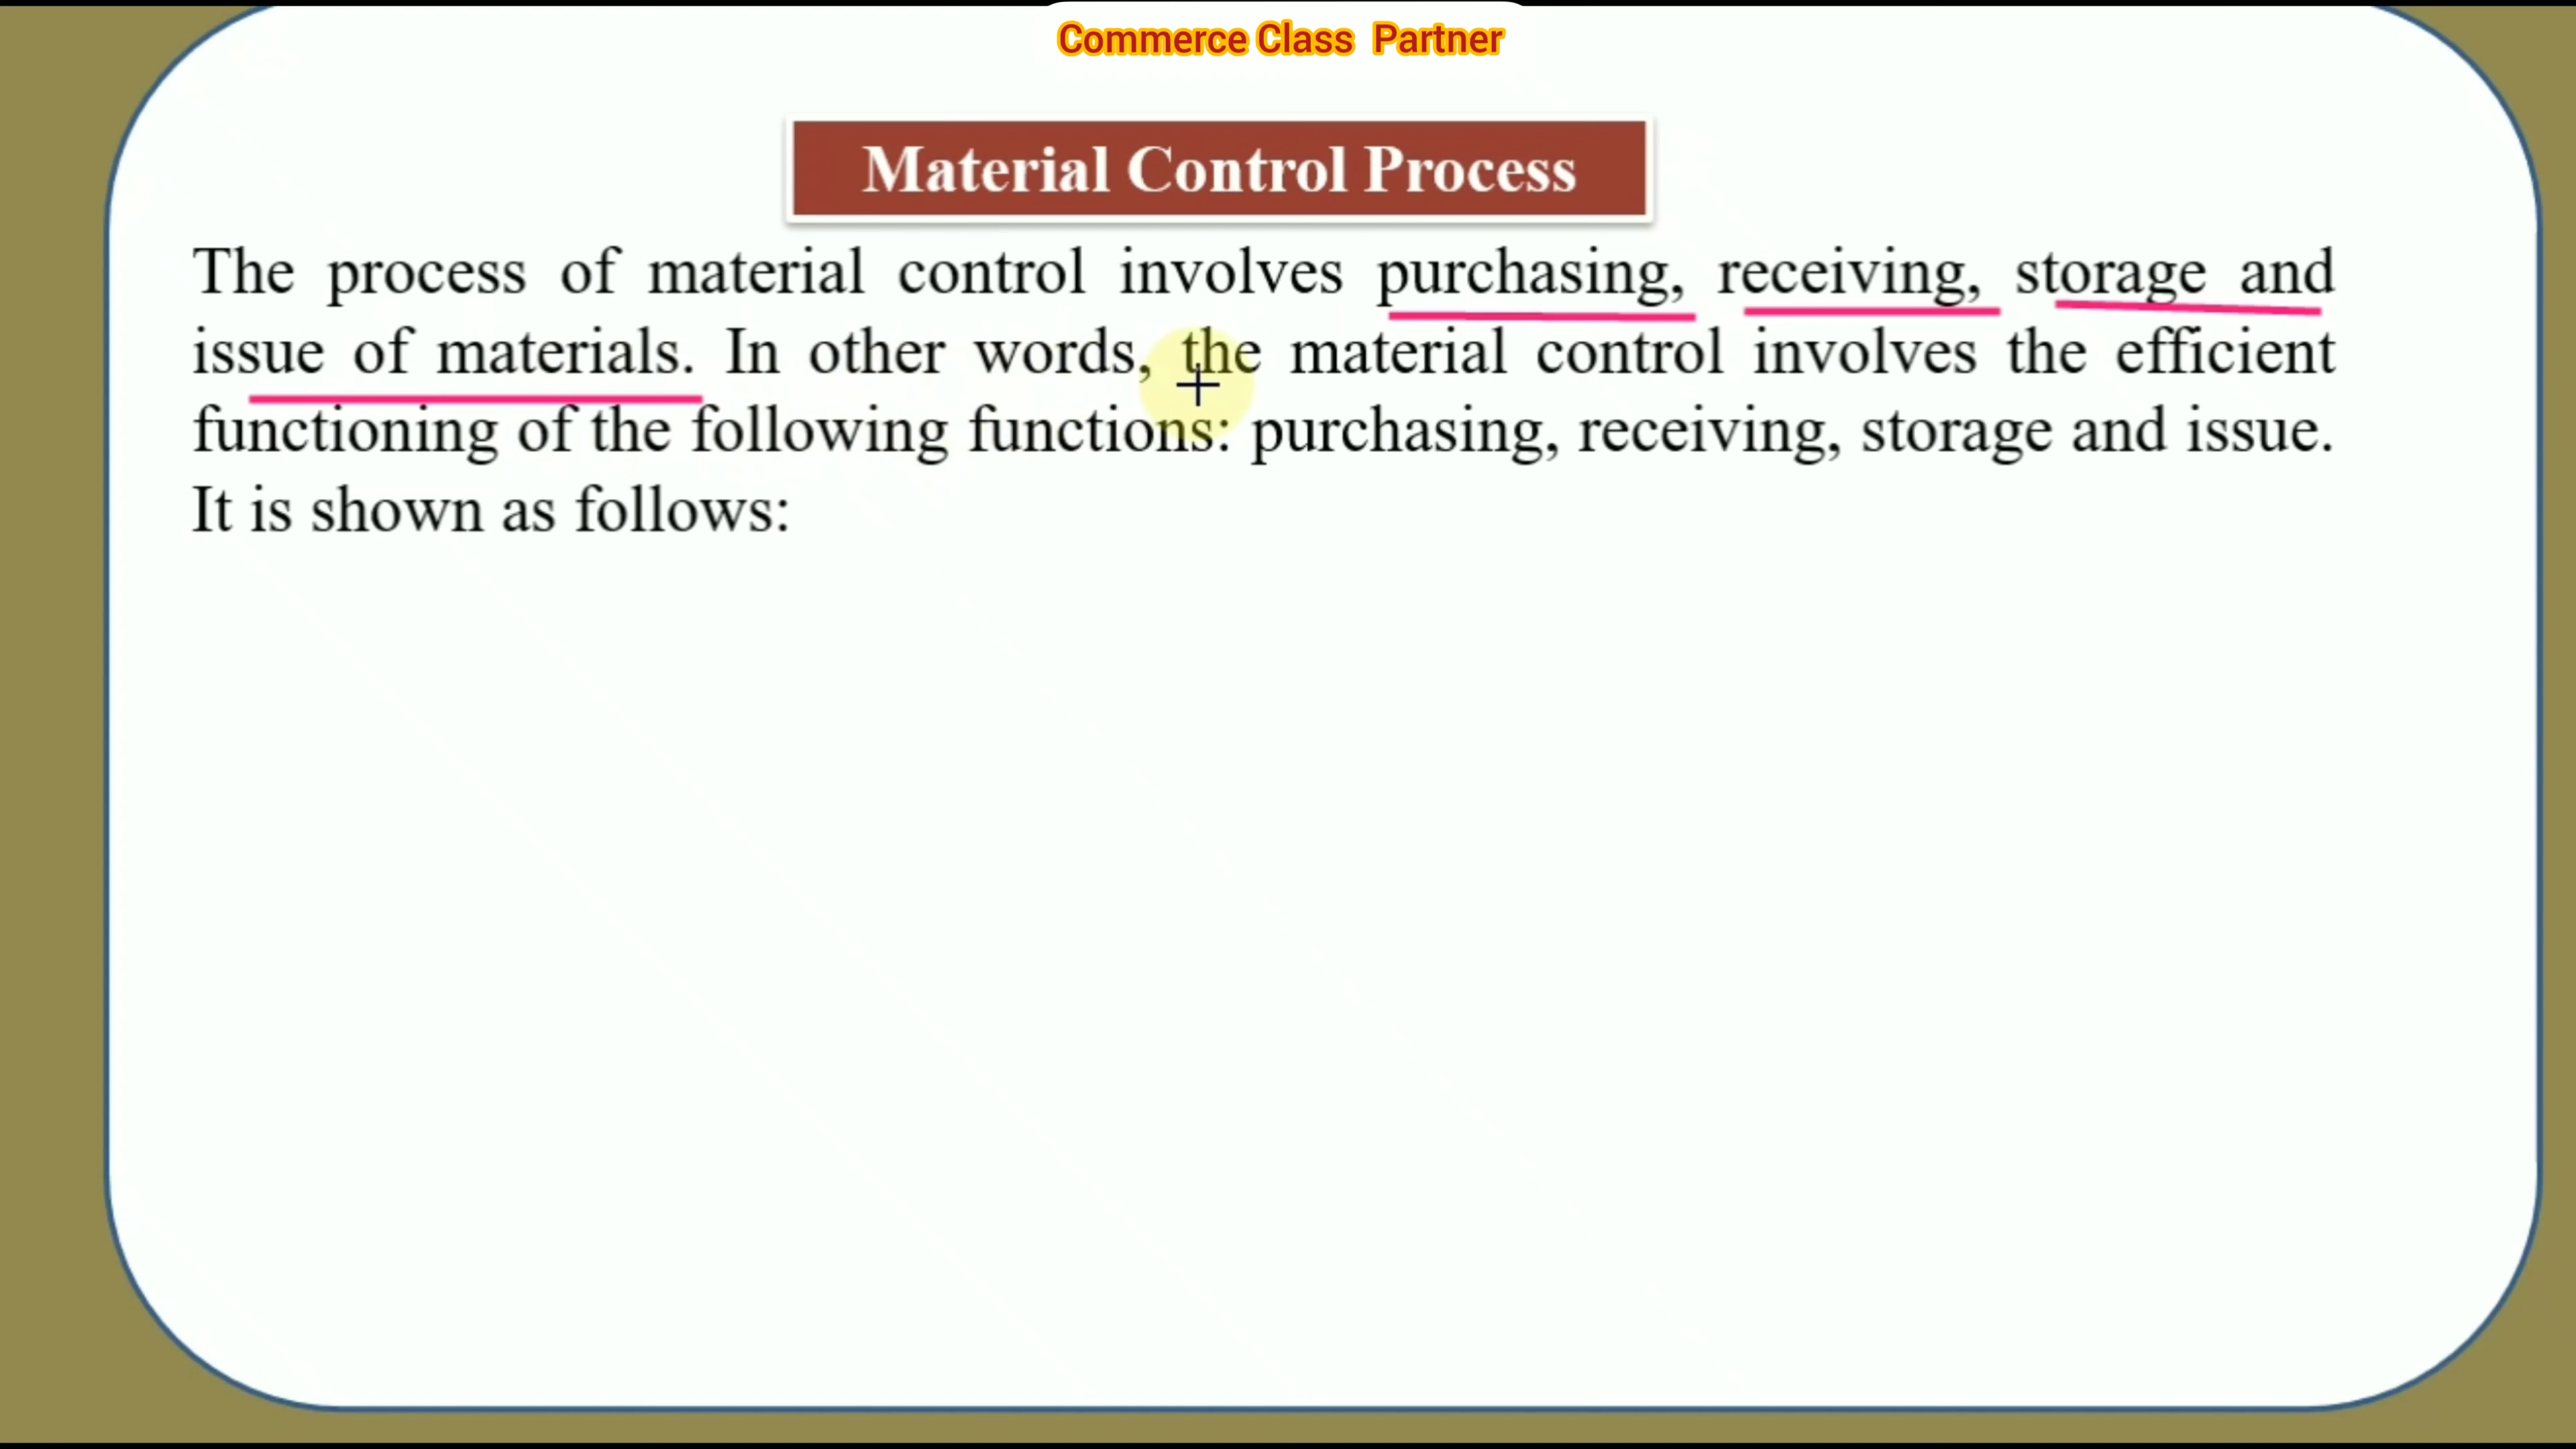 Commerce Class Partner
Material Control Process
The process of material control involves purchasing, receiving, storage and
issue of materials. In other words, the material control involves the efficient
functioning of the following functions: purchasing, receiving, storage and issue.
It is shown as follows: